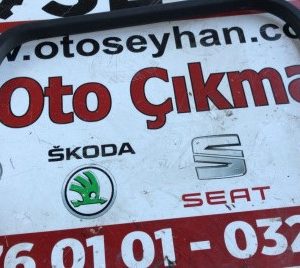 w.otoseyhan.co
Oto Çıkma
ŠKODA
SEAT
76 01 01 - 032